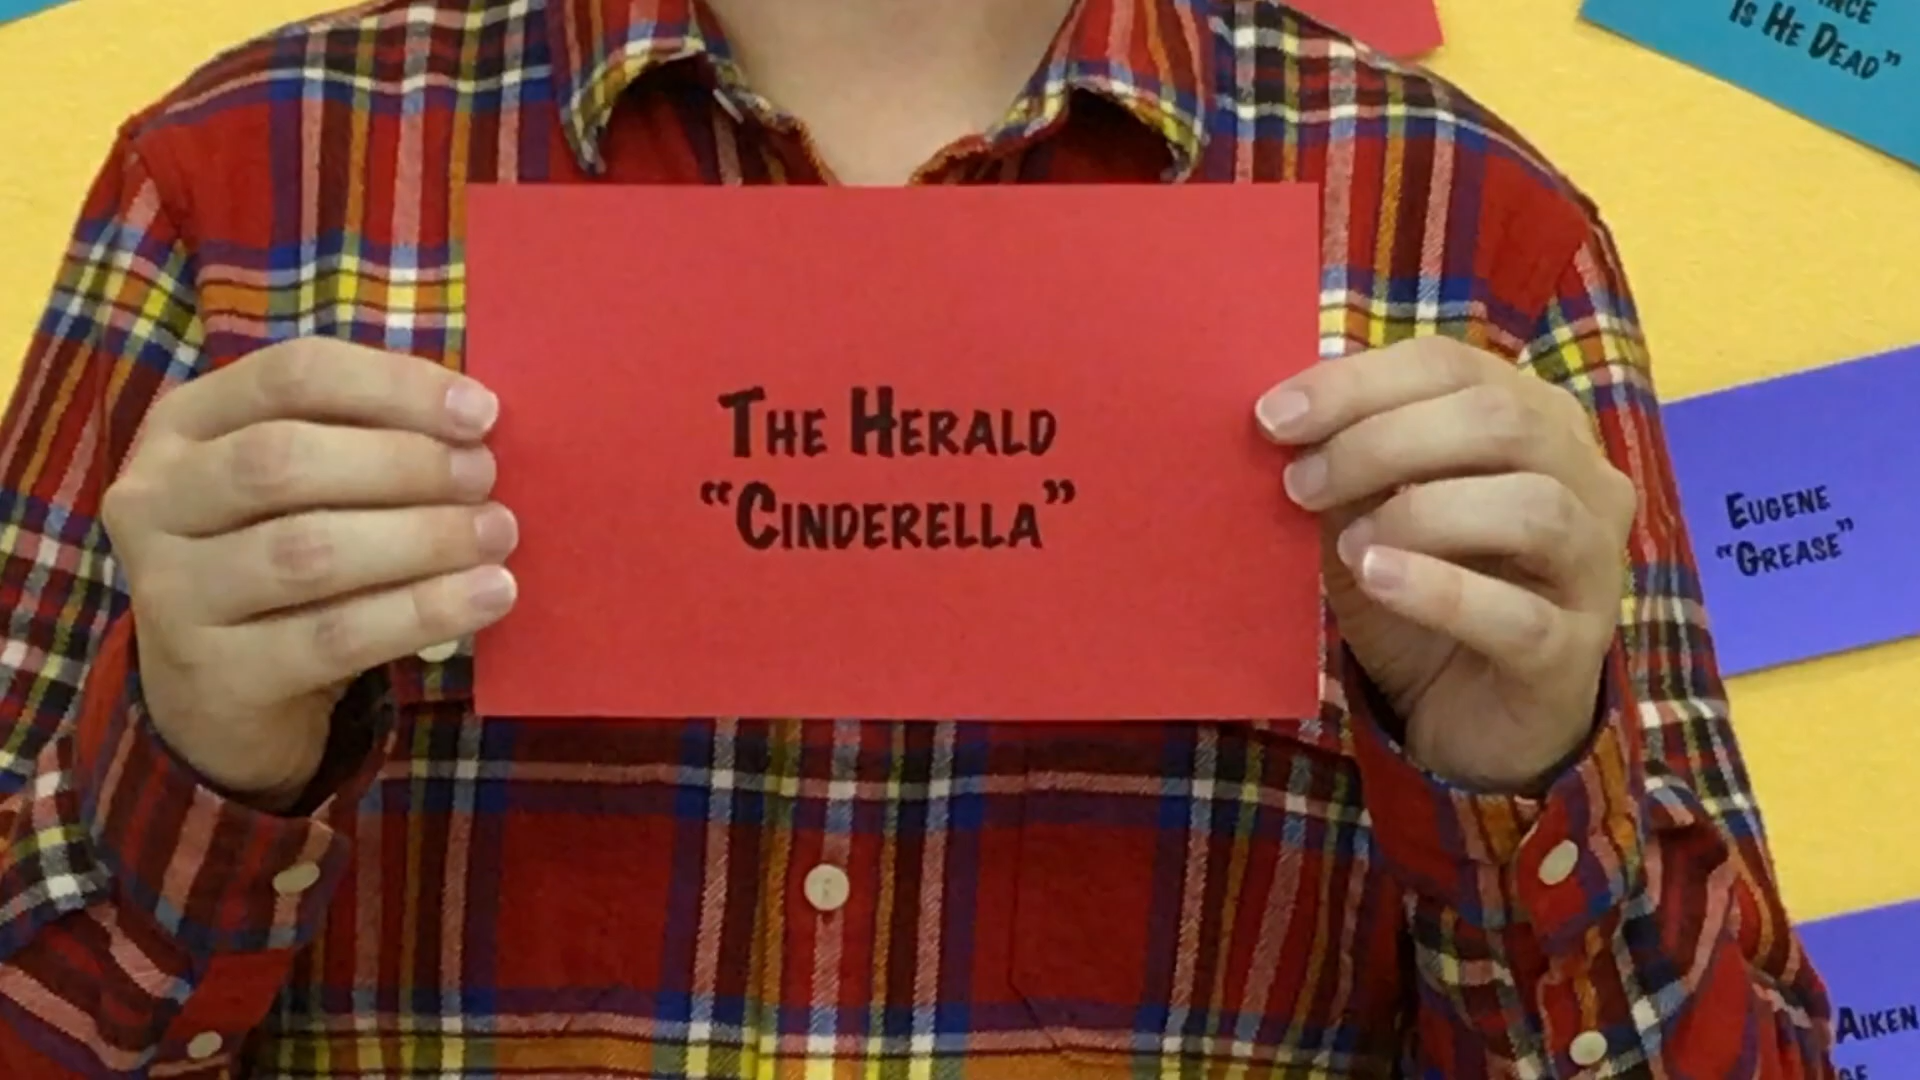 The Herald
“Cinderella”
Is He Dead”
Eugene
“Grease”
Aiken